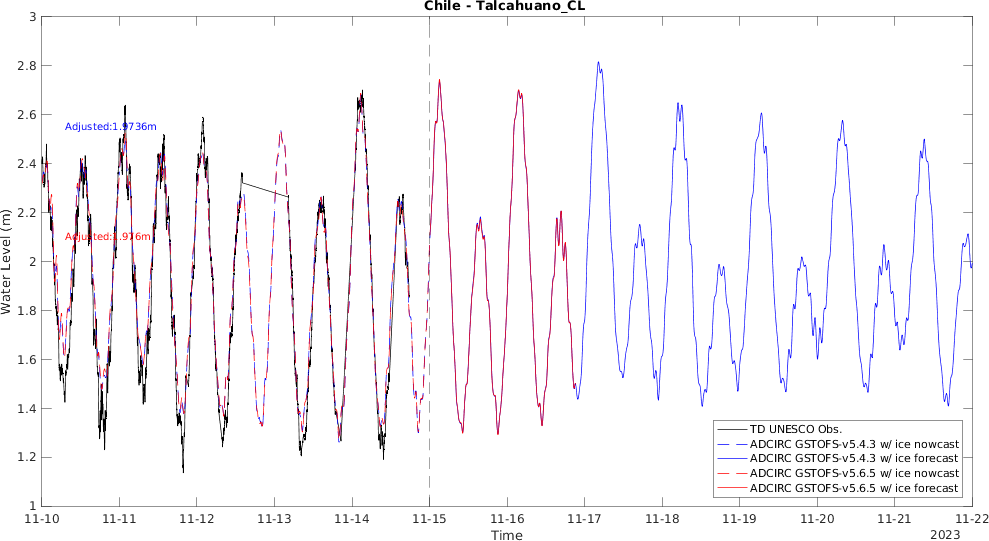 Chile - Talcahuano_CL
3
2.8
2.6
2.4
2.2
2
1.8
1.6
1.4
1.2
1
Water Level (m)
Adjusted:1.9736m
Adjusted:1.976m
TD UNESCO Obs.
ADCIRC GSTOFS-v5.4.3 w/ ice nowcast
ADCIRC GSTOFS-v5.4.3 w/ ice forecast
ADCIRC GSTOFS-v5.6.5 w/ ice nowcast
ADCIRC GSTOFS-v5.6.5 w/ ice forecast
11-10 11-11 11-12 11-13 11-14 11-15 11-16 11-17 11-18 11-19 11-20 11-21 11-22
Time
2023